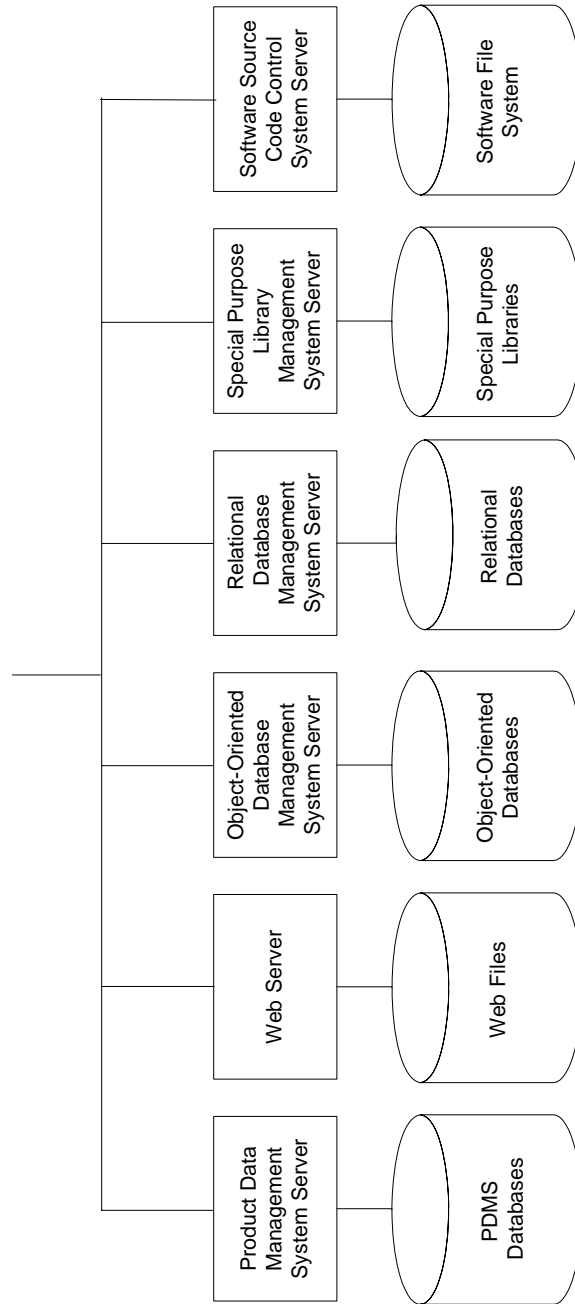 Product Data
Management
System Server
Web Server
Object-Oriented
Database
Management
System Server
Relational
Database
Management
System Server
Special Purpose
Library
Management
System Server
Software Source
Code Control
System Server
PDMS
Databases
Web Files
Object-Oriented
Databases
Relational
Databases
Special Purpose
Libraries
Software File
System